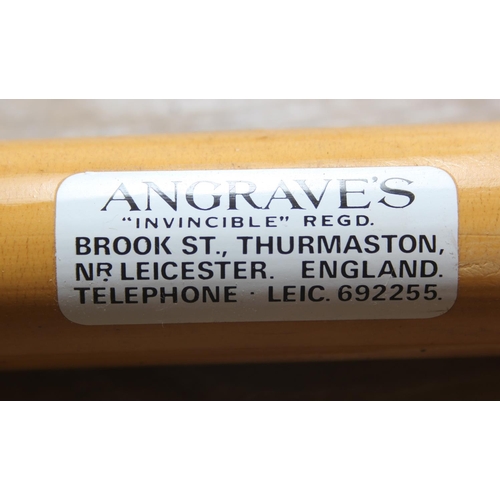 ANGRAVE'S
"INVINCIBLE" REGD.
BROOK ST., THURMASTON,
NR LEICESTER. ENGLAND.
TELEPHONE · LEIC. 692255.